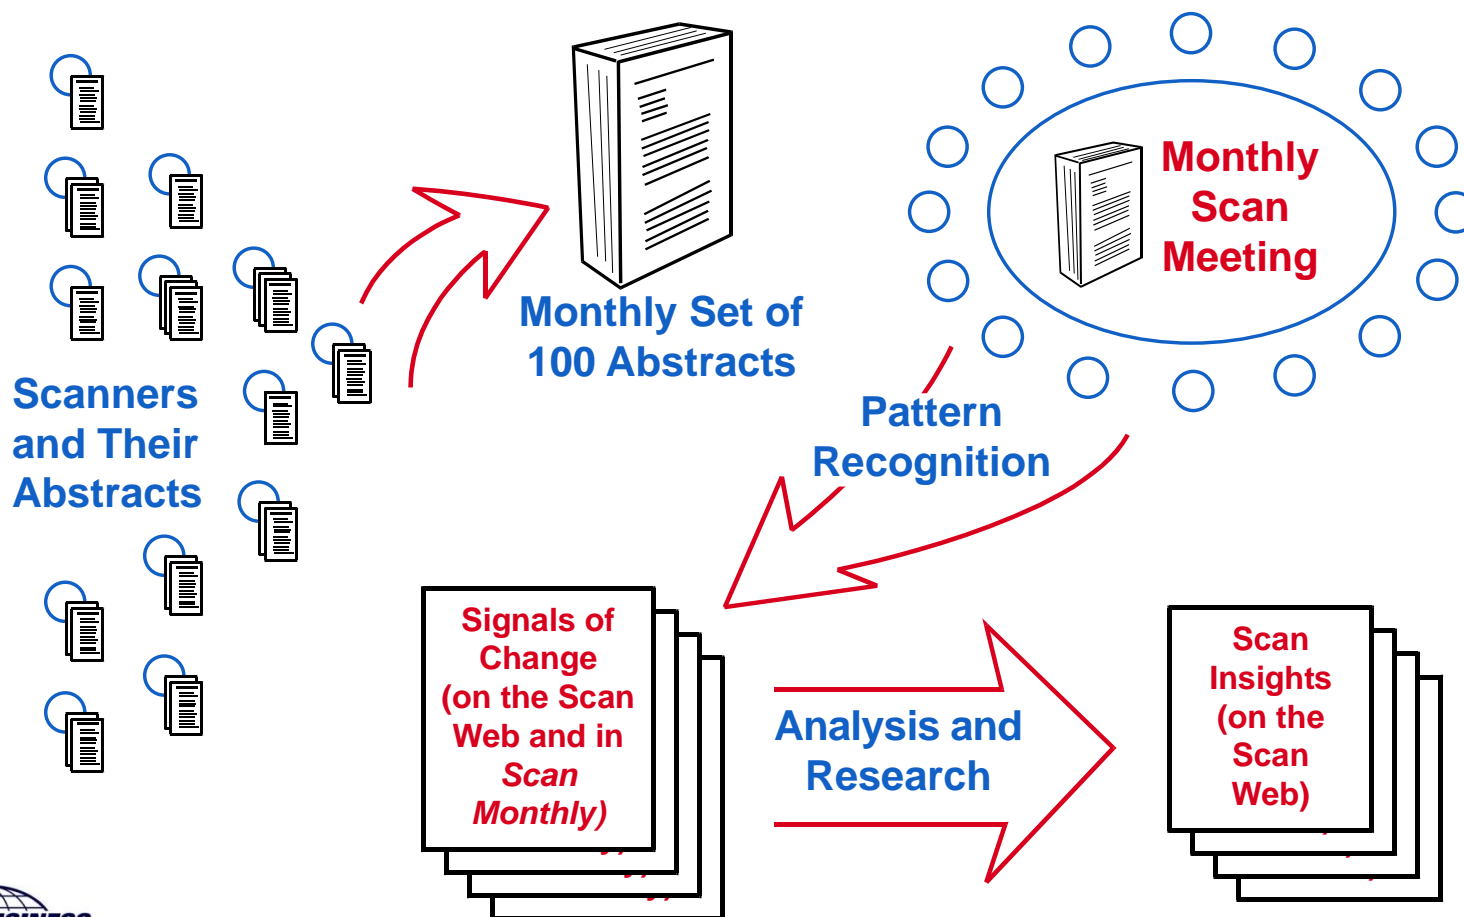 Monthly
Scan
Meeting
Monthly Set of
100 Abstracts
Scanners
and Their
Abstracts
Pattern
Recognition
Signals of
Change
(on the Scan
Web and in
Scan
Monthly)
Analysis and
Research
Scan
Insights
(on the
Scan
Web)